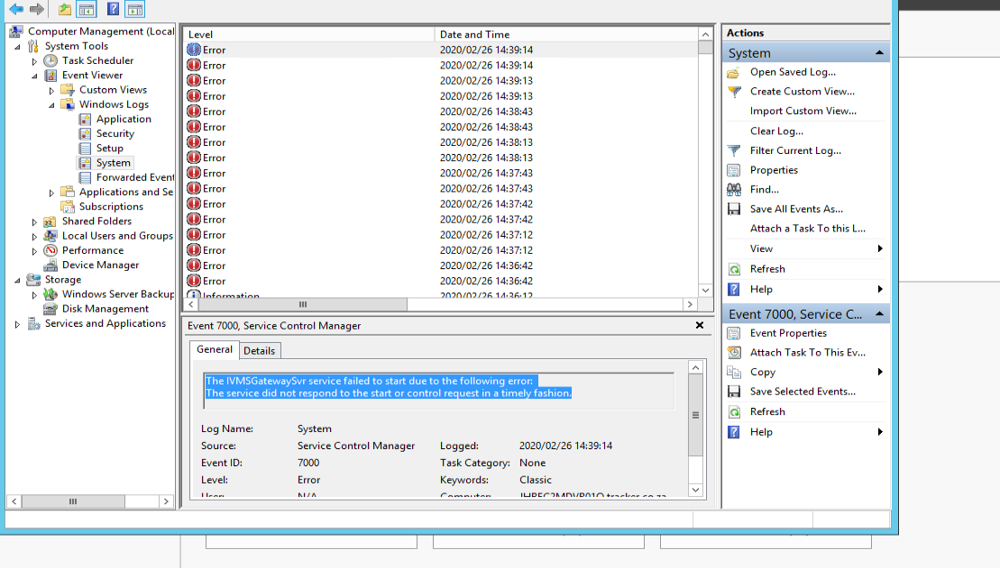 Computer Management (Local
System Tools
Task Scheduler
Event Viewer
Custom Views
Windows Logs
Application
Security
Setup
System
Forwarded Event
Applications and Se
Subscriptions
Shared Folders
Local Users and Groups
Performance
Device Manager
Storage
Windows Server Backup
Disk Management
Services and Applications
Level Date and Time
Error 2020/02/26 14:39:14
Error 2020/02/26 14:39:14
Error 2020/02/26 14:39:13
Error 2020/02/26 14:39:13
Error 2020/02/26 14:38:43
Error 2020/02/26 14:38:43
Error 2020/02/26 14:38:13
Error 2020/02/26 14:38:13
Error 2020/02/26 14:37:43
Error 2020/02/26 14:37:43
Error 2020/02/26 14:37:42
Error 2020/02/26 14:37:42
Error 2020/02/26 14:37:12
Error 2020/02/26 14:37:12
Error 2020/02/26 14:36:42
Error 2020/02/26 14:36:42
Information 2020/02/26 14:36:12
Event 7000, Service Control Manager
General Details
The IVMSGatewaySvr service failed to start due to the following error:
The service did not respond to the start or control request in a timely fashion.
Log Name: System
Source: Service Control Manager Logged: 2020/02/26 14:39:14
Event ID: 7000 Task Category: None
Level: Error Keywords: Classic
User: N/A Computer:
Actions
System
Open Saved Log...
Create Custom View...
Import Custom View...
Clear Log...
Filter Current Log...
Properties
Find...
Save All Events As...
Attach a Task To this L...
View
Refresh
Help
Event 7000, Service C...
Event Properties
Attach Task To This Ev...
Copy
Save Selected Events...
Refresh
Help